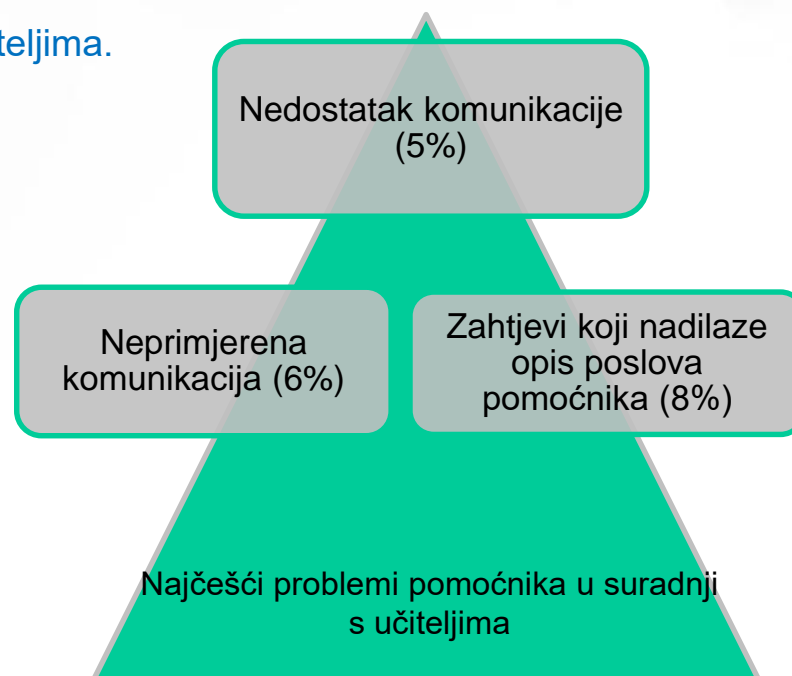 teljima.
Nedostatak komunikacije
(5%)
Neprimjerena
komunikacija (6%)
Zahtjevi koji nadilaze
opis poslova
pomoćnika (8%)
Najčešći problemi pomoćnika u suradnji
s učiteljima